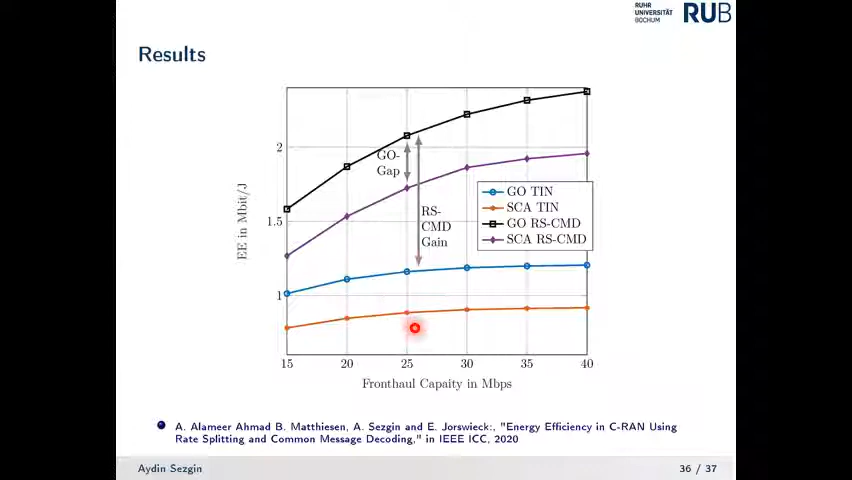 RUHR
UNIVERSITÄT
BOCHUM
RUB
Results
EE in Mbit/J
2
1.5
1
GO-
Gap
RS-
CMD
Gain
GO TIN
SCA TIN
GO RS-CMD
SCA RS-CMD
15 20 25 30 35 40
Fronthaul Capaity in Mbps
A. Alameer Ahmad B. Matthiesen, A. Sezgin and E. Jorswieck:, "Energy Efficiency in C-RAN Using
Rate Splitting and Common Message Decoding," in IEEE ICC, 2020
Aydin Sezgin 36 / 37